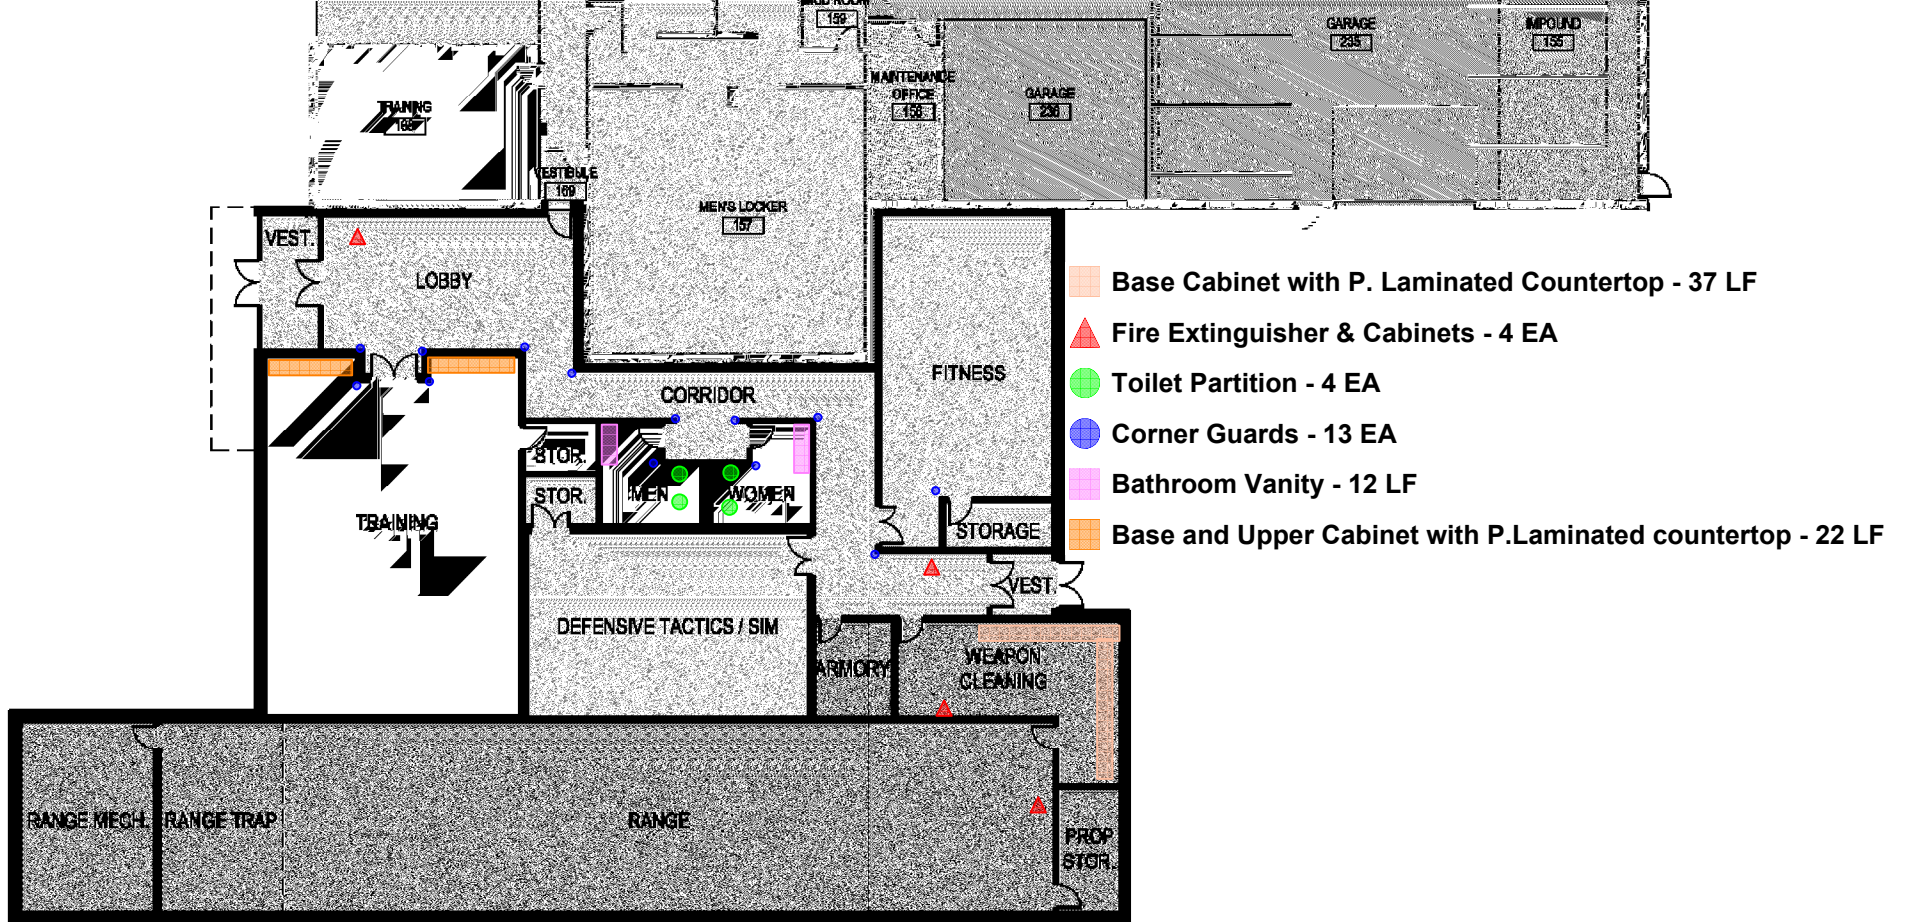 MUD ROOM
159
GARAGE
235
IMPOUND
155
MAINTENANCE
OFFICE
158
GARAGE
236
TRAINING
VESTIBULE
169
MEN'S LOCKER
157
VEST.
LOBBY
Base Cabinet with P. Laminated Countertop - 37 LF
Fire Extinguisher & Cabinets - 4 EA
FITNESS
Toilet Partition - 4 EA
CORRIDOR
Corner Guards - 13 EA
STOR.
Bathroom Vanity - 12 LF
STOR.
MEN
WOMEN
TRAINING
STORAGE
Base and Upper Cabinet with P.Laminated countertop - 22 LF
VEST.
DEFENSIVE TACTICS / SIM
ARMORY
WEAPON
CLEANING
RANGE MECH.
RANGE TRAP
RANGE
PROP
STOR.